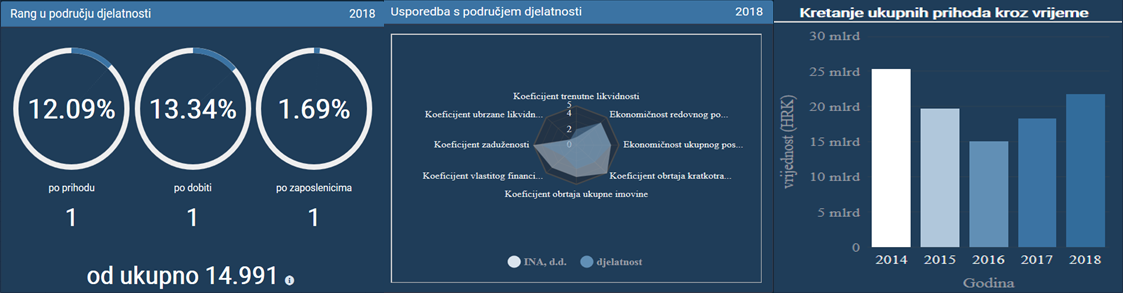 Rang u području djelatnosti 2018
12.09% 13.34% 1.69%
po prihodu po dobiti po zaposlenicima
1 1 1
od ukupno 14.991
Usporedba s područjem djelatnosti 2018
Koeficijent trenutne likvidnosti
5
4
2
0
Koeficijent ubrzane likvidn... Ekonomičnost redovnog po...
Koeficijent zaduženosti Ekonomičnost ukupnog pos...
Koeficijent vlastitog financi... Koeficijent obrtaja kratkotra...
Koeficijent obrtaja ukupne imovine
INA, d.d. djelatnost
Kretanje ukupnih prihoda kroz vrijeme
vrijednost (HRK)
30 mlrd
25 mlrd
20 mlrd
15 mlrd
10 mlrd
5 mlrd
0
2014 2015 2016 2017 2018
Godina